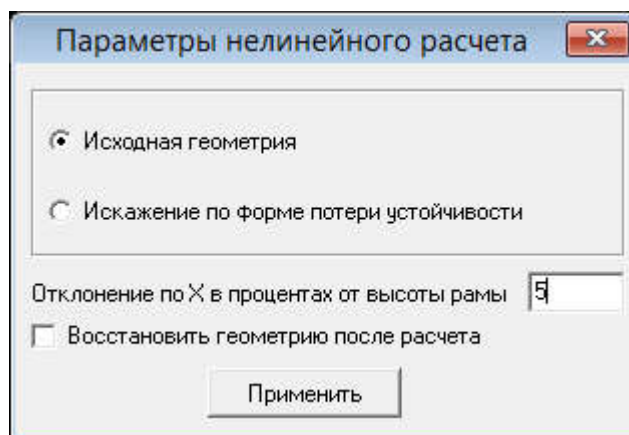 Параметры нелинейного расчета
Исходная геометрия
Искажение по форме потери устойчивости
Отклонение по X в процентах от высоты рамы 5
Восстановить геометрию после расчета
Применить